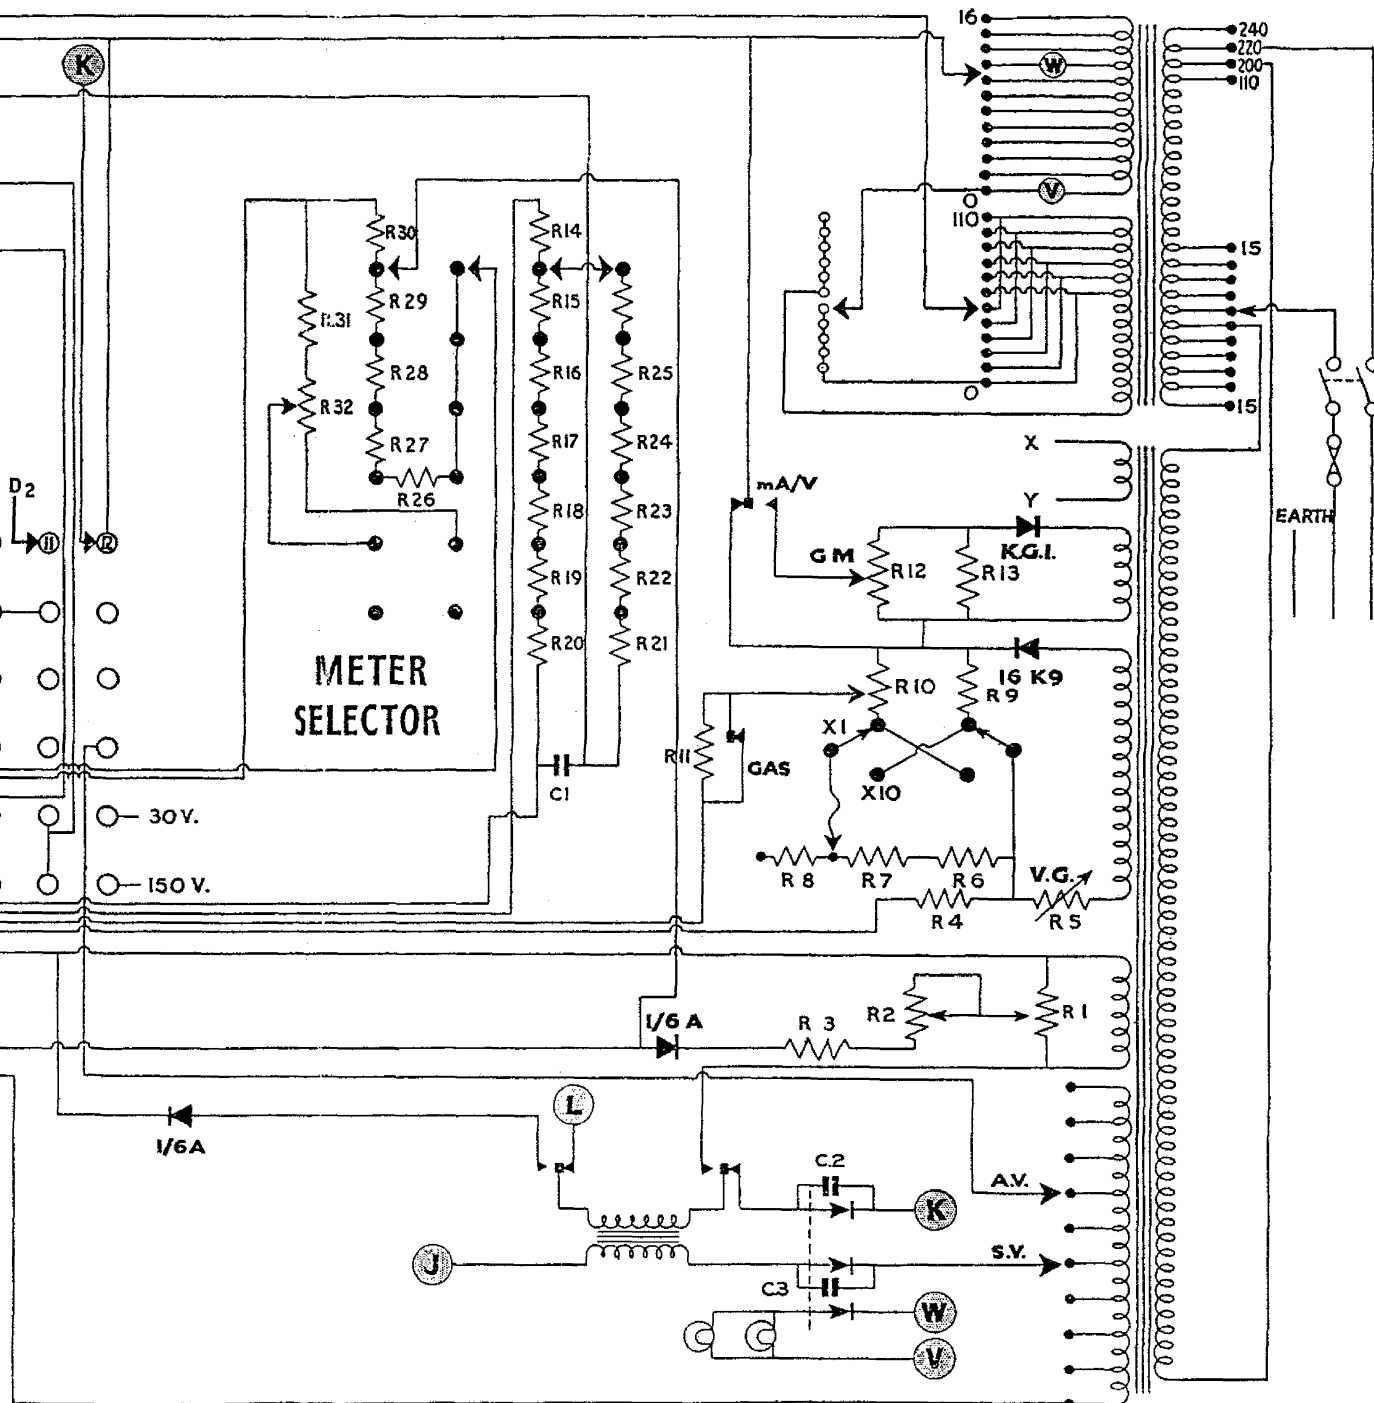 16
240
K
220
W
200
110
V
O
110
R30
R14
15
R29
R15
R31
R28
R16
R25
R32
15
O
R27
R17
R24
X
D2
R26
mA/V
R18
R23
Y
EARTH
11
12
GM
R12
R13
K.G.I.
R19
R22
R20
R21
METER
SELECTOR
R10
R9
16 K9
X1
R11
GAS
X10
C1
30V.
150 V.
R8
R7
R6
V.G.
R4
R5
1/6 A
R 3
R2
R1
L
1/6A
C.2
A.V.
K
J
S.V.
C3
W
V